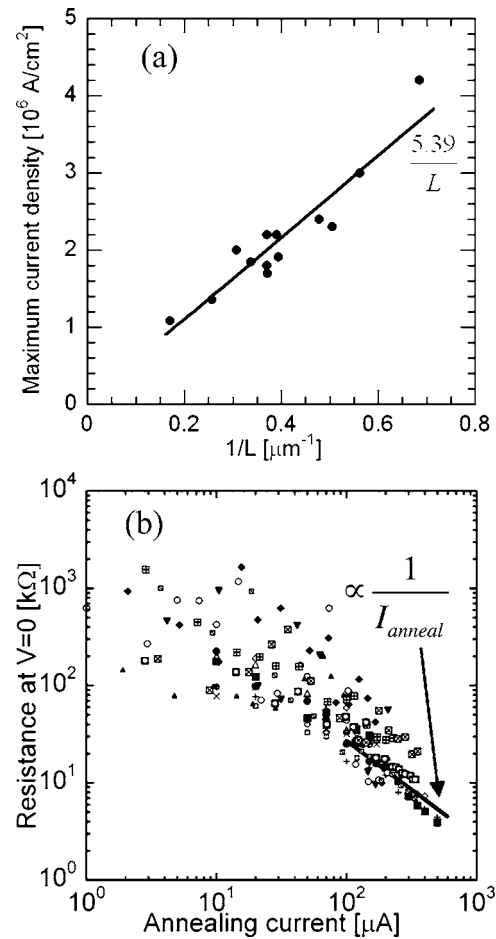 (a)
Maximum current density [10⁶ A/cm²]
5
4
3
2
1
0
5.39
L
0
0.2
0.4
0.6
0.8
1/L [μm⁻¹]
(b)
Resistance at V=0 [kΩ]
10⁴
10³
10²
10¹
10⁰
∝ 1
I anneal
10⁰
10¹
10²
10³
Annealing current [μA]